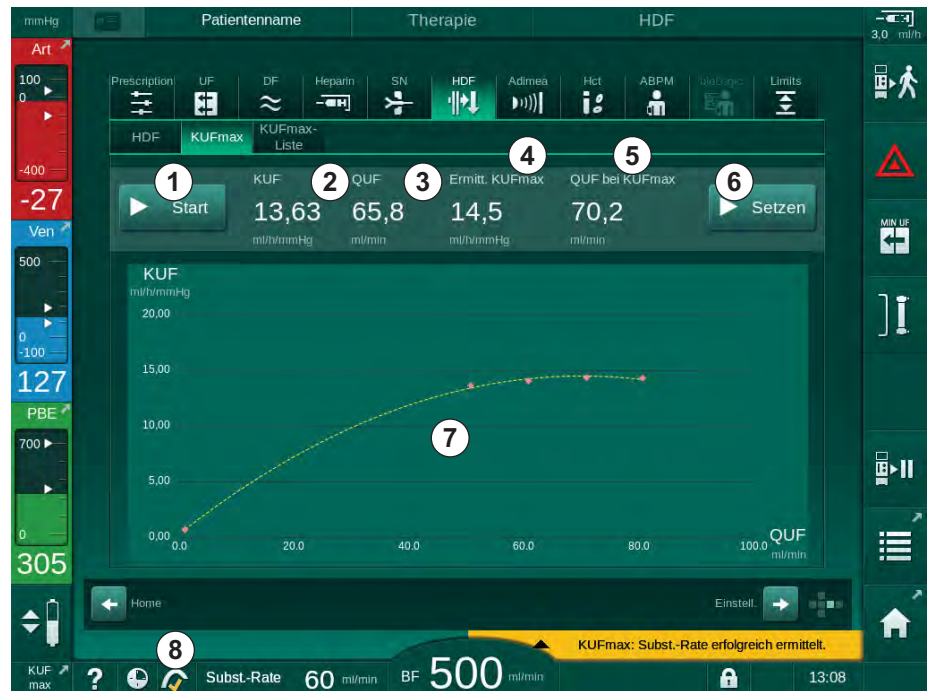 mmHg Patientenname Therapie HDF 3,0 ml/h
Art
100
0
-400
-27
Ven
500
0
-100
127
PBE
700
0
305
KUF
max
Prescription UF DF Heparin SN HDF Adimea Hct ABPM bioLogic Limits
HDF KUFmax KUFmax-
Liste
1 2 3 4 5 6
Start
KUF QUF Ermitt. KUFmax QUF bei KUFmax
13,63 65,8 14,5 70,2
ml/h/mmHg ml/min ml/h/mmHg ml/min
Setzen
KUF
ml/h/mmHg
20,00
15,00
10,00
5,00
0,00
7
0.0 20.0 40.0 60.0 80.0 100.0
QUF
ml/min
Home Einstell.
8
KUFmax: Subst.-Rate erfolgreich ermittelt.
? Subst.-Rate 60 ml/min BF 500 ml/min 13:08
MIN UF